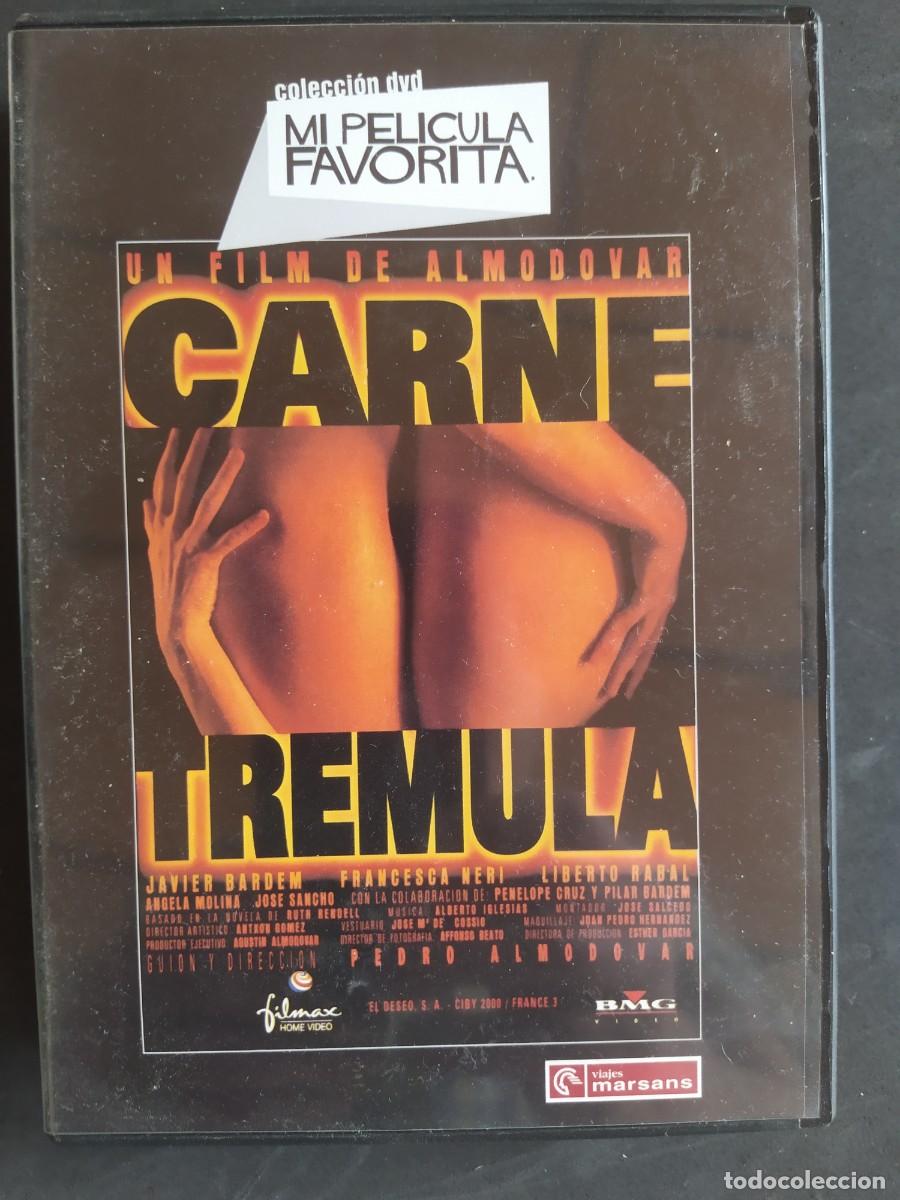 colección dvd
MI PELICULA
FAVORITA.
UN FILM DE ALMODOVAR
CARNE
TREMULA
JAVIER BARDEM FRANCESCA NERI LIBERTO RABAL
ANGELA MOLINA JOSE SANCHO CON LA COLABORACION DE: PENELOPE CRUZ Y PILAR BARDEM
BASADO EN LA NOVELA DE RUTH RENDELL MUSICA ALBERTO IGLESIAS MONTADOR JOSE SALCEDO
DIRECTOR ARTISTICO ANTXON GOMEZ VESTUARIO JOSE Mª DE COSSIO MAQUILLAJE JUAN PEDRO HERNANDEZ
PRODUCTOR EJECUTIVO AGUSTIN ALMODOVAR DIRECTOR DE FOTOGRAFIA AFFONSO BEATO DIRECTORA DE PRODUCCION ESTHER GARCIA
GUION Y DIRECCION PEDRO ALMODOVAR
filmax
HOME VIDEO
EL DESEO, S.A. - CIBY 2000 / FRANCE 3
BMG
VIDEO
viajes
marsans
todocoleccion